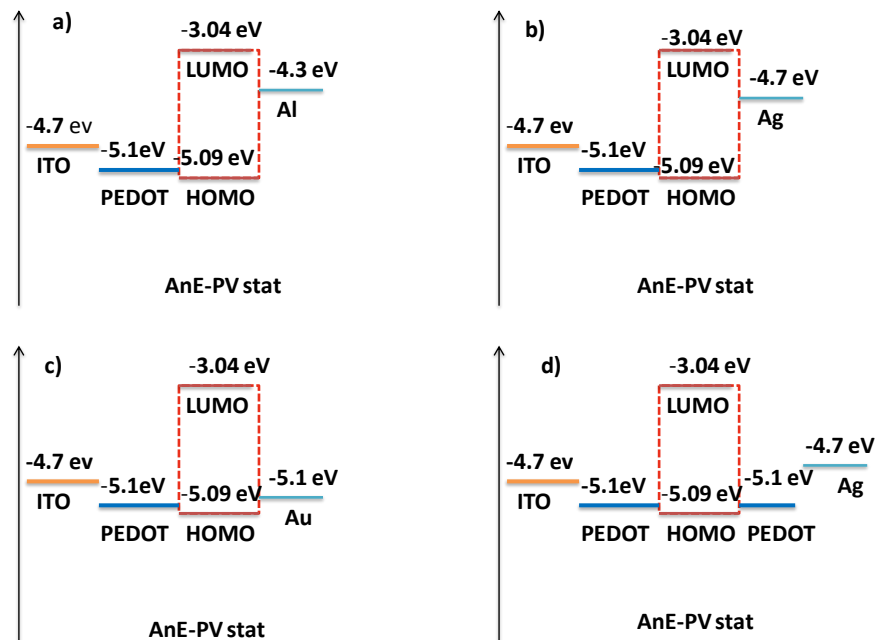 a)
-3.04 eV
LUMO
-4.3 eV
Al
-4.7 ev
ITO
-5.1eV
-5.09 eV
PEDOT
HOMO
AnE-PV stat
b)
-3.04 eV
LUMO
-4.7 eV
Ag
-4.7 ev
ITO
-5.1eV
-5.09 eV
PEDOT
HOMO
AnE-PV stat
c)
-3.04 eV
LUMO
-4.7 ev
ITO
-5.1eV
-5.09 eV
-5.1 eV
Au
PEDOT
HOMO
AnE-PV stat
d)
-3.04 eV
LUMO
-4.7 eV
Ag
-4.7 ev
ITO
-5.1eV
-5.09 eV
-5.1 eV
PEDOT
HOMO
PEDOT
AnE-PV stat